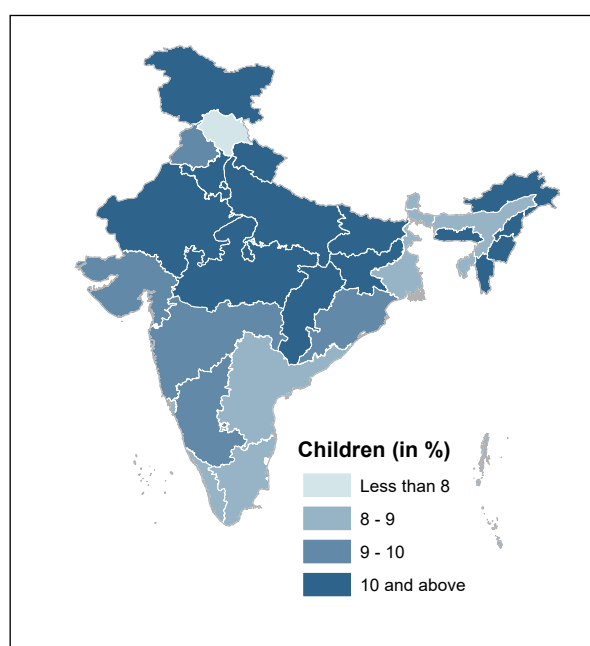 Children (in %)
Less than 8
8 - 9
9 - 10
10 and above